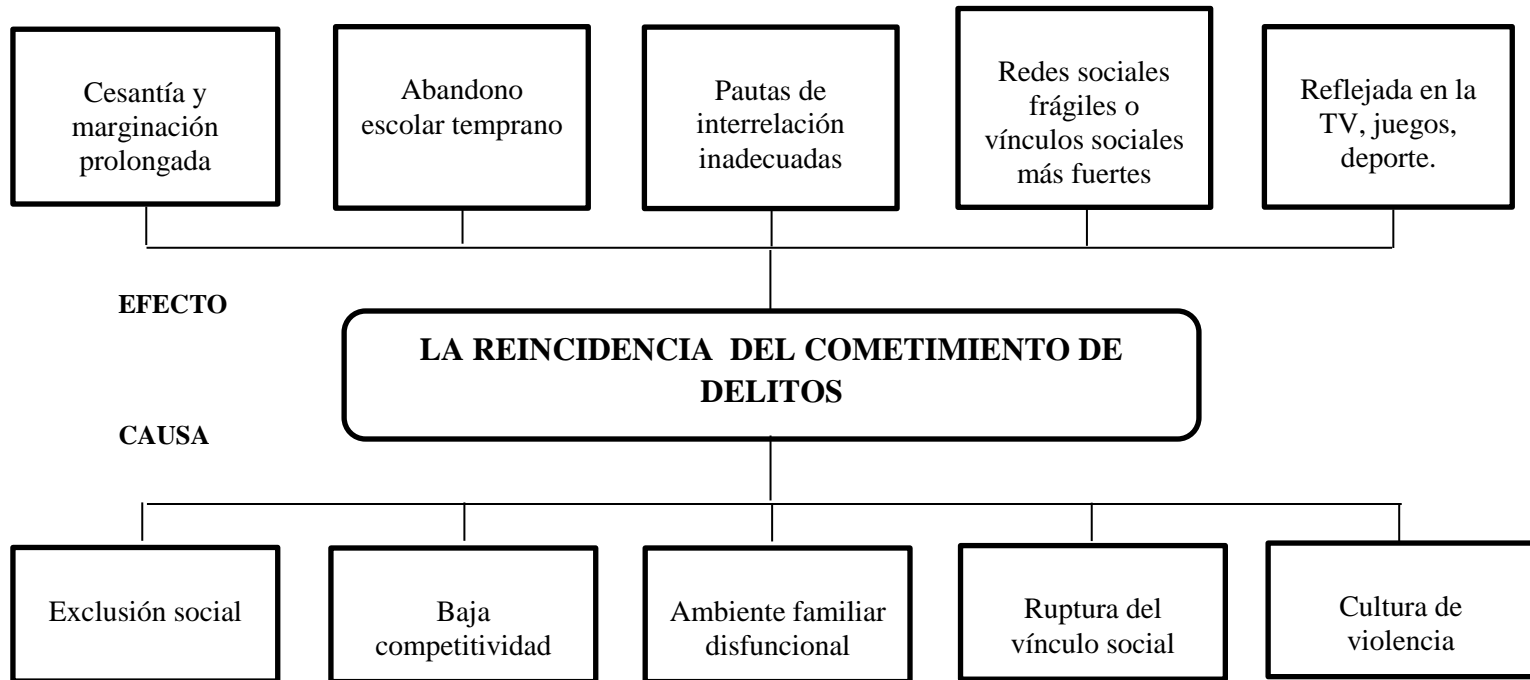 Cesantía y
marginación
prolongada
Abandono
escolar temprano
Pautas de
interrelación
inadecuadas
Redes sociales
frágiles o
vínculos sociales
más fuertes
Reflejada en la
TV, juegos,
deporte.
EFECTO
LA REINCIDENCIA DEL COMETIMIENTO DE
DELITOS
CAUSA
Exclusión social
Baja
competitividad
Ambiente familiar
disfuncional
Ruptura del
vínculo social
Cultura de
violencia